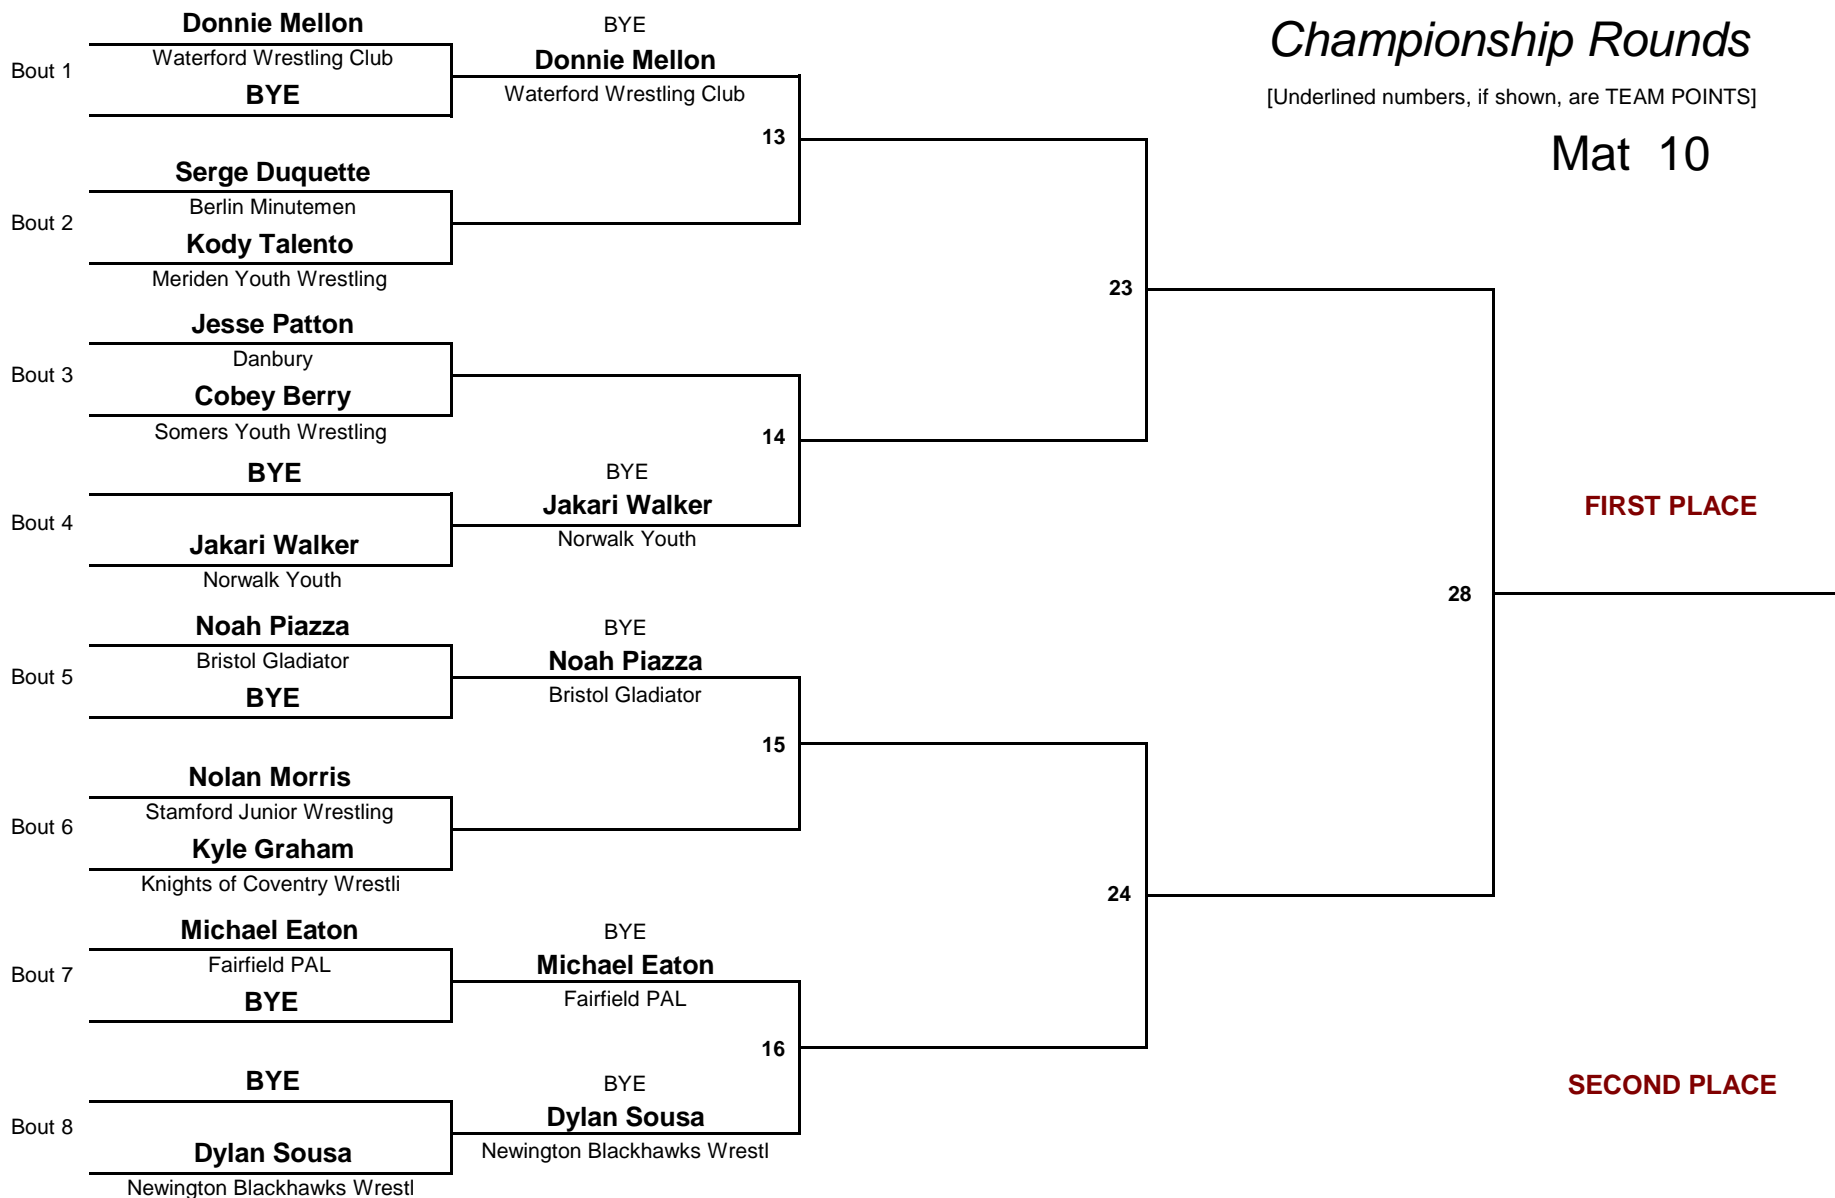 Championship Rounds
[Underlined numbers, if shown, are TEAM POINTS]
Mat 10
Bout 1
Donnie Mellon
Waterford Wrestling Club
BYE
Bout 2
Serge Duquette
Berlin Minutemen
Kody Talento
Meriden Youth Wrestling
Bout 3
Jesse Patton
Danbury
Cobey Berry
Somers Youth Wrestling
Bout 4
BYE
Jakari Walker
Norwalk Youth
Bout 5
Noah Piazza
Bristol Gladiator
BYE
Bout 6
Nolan Morris
Stamford Junior Wrestling
Kyle Graham
Knights of Coventry Wrestli
Bout 7
Michael Eaton
Fairfield PAL
BYE
Bout 8
BYE
Dylan Sousa
Newington Blackhawks Wrestl
BYE
Donnie Mellon
Waterford Wrestling Club
13
14
BYE
Jakari Walker
Norwalk Youth
BYE
Noah Piazza
Bristol Gladiator
15
BYE
Michael Eaton
Fairfield PAL
16
BYE
Dylan Sousa
Newington Blackhawks Wrestl
23
24
28
FIRST PLACE
SECOND PLACE